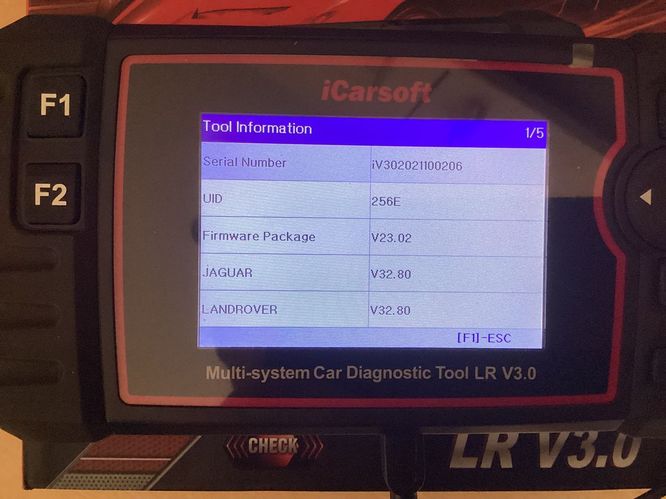 F1
F2
iCarsoft
Tool Information 1/5
Serial Number iV302021100206
UID 256E
Firmware Package V23.02
JAGUAR V32.80
LANDROVER V32.80
[F1]-ESC
Multi-system Car Diagnostic Tool LR V3.0
CHECK
LR V3.0